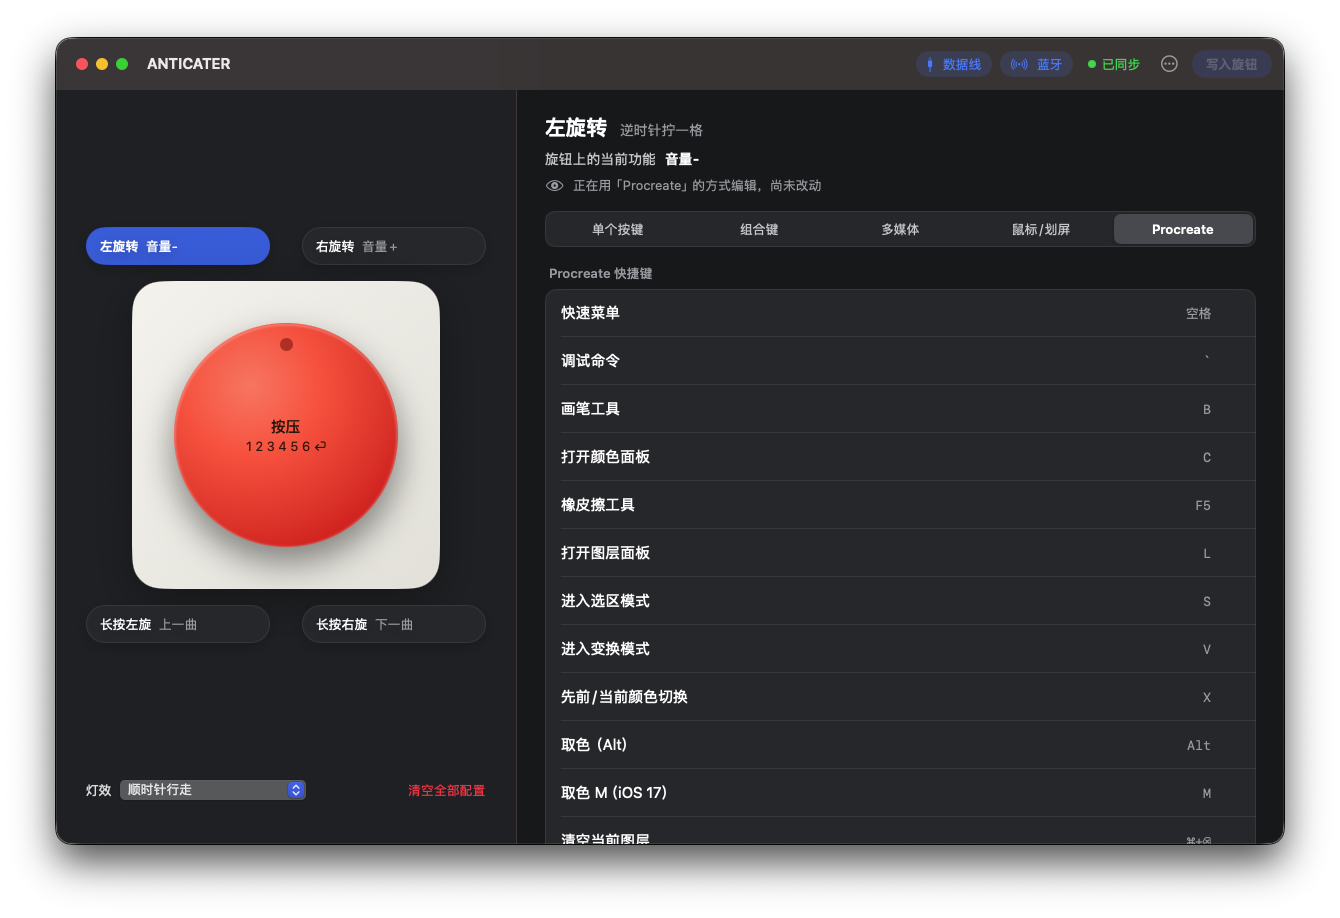 ANTICATER
数据线
蓝牙
已同步
写入旋钮
左旋转 音量-
右旋转 音量+
按压
1 2 3 4 5 6 ⏎
长按左旋 上一曲
长按右旋 下一曲
灯效 顺时针行走
清空全部配置
左旋转 逆时针拧一格
旋钮上的当前功能 音量-
正在用「Procreate」的方式编辑，尚未改动
单个按键 组合键 多媒体 鼠标/划屏 Procreate
Procreate 快捷键
快速菜单 空格
调试命令 `
画笔工具 B
打开颜色面板 C
橡皮擦工具 F5
打开图层面板 L
进入选区模式 S
进入变换模式 V
先前/当前颜色切换 X
取色 (Alt) Alt
取色 M (iOS 17) M
清空当前图层 ⌘+⌫